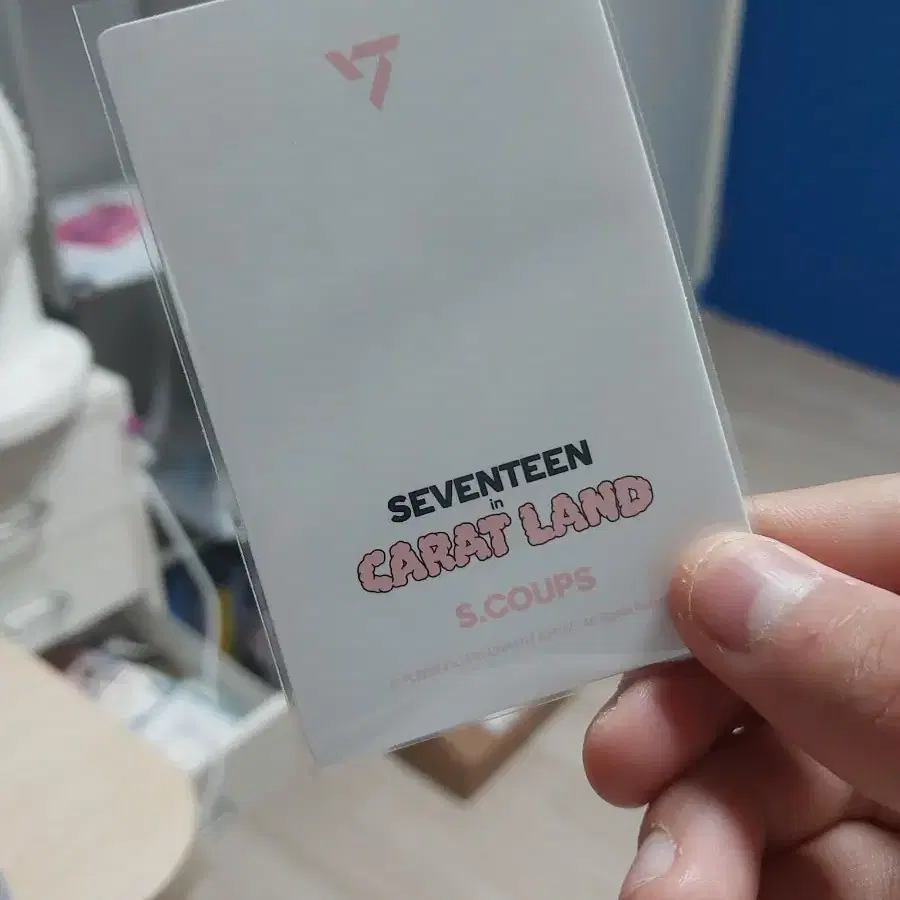 SEVENTEEN
in
CARAT LAND
S.COUPS